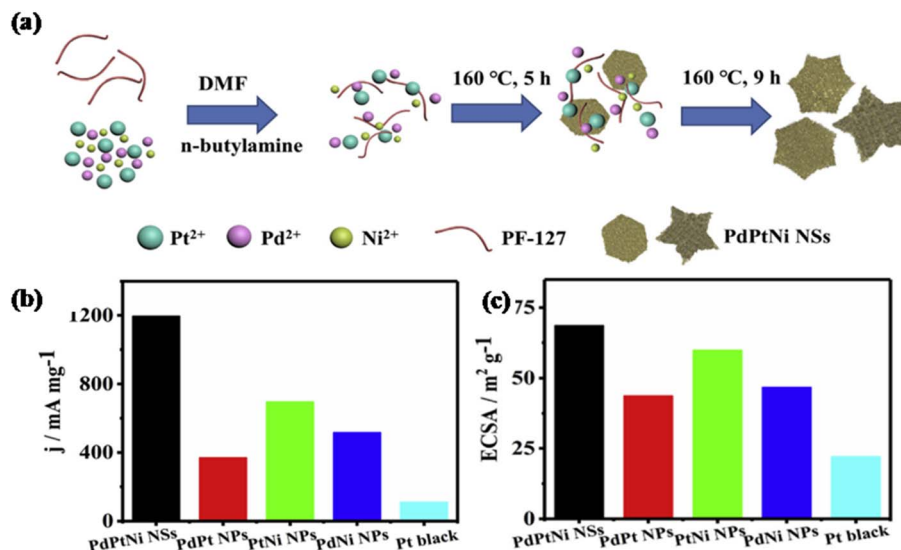 (a)
DMF
n-butylamine
160 °C, 5 h
160 °C, 9 h
Pt²⁺ Pd²⁺ Ni²⁺ PF-127 PdPtNi NSs
(b)
1200
800
400
0
j / mA mg-1
PdPtNi NSs PdPt NPs PtNi NPs PdNi NPs Pt black
(c)
75
50
25
0
ECSA / m² g⁻¹
PdPtNi NSs PdPt NPs PtNi NPs PdNi NPs Pt black